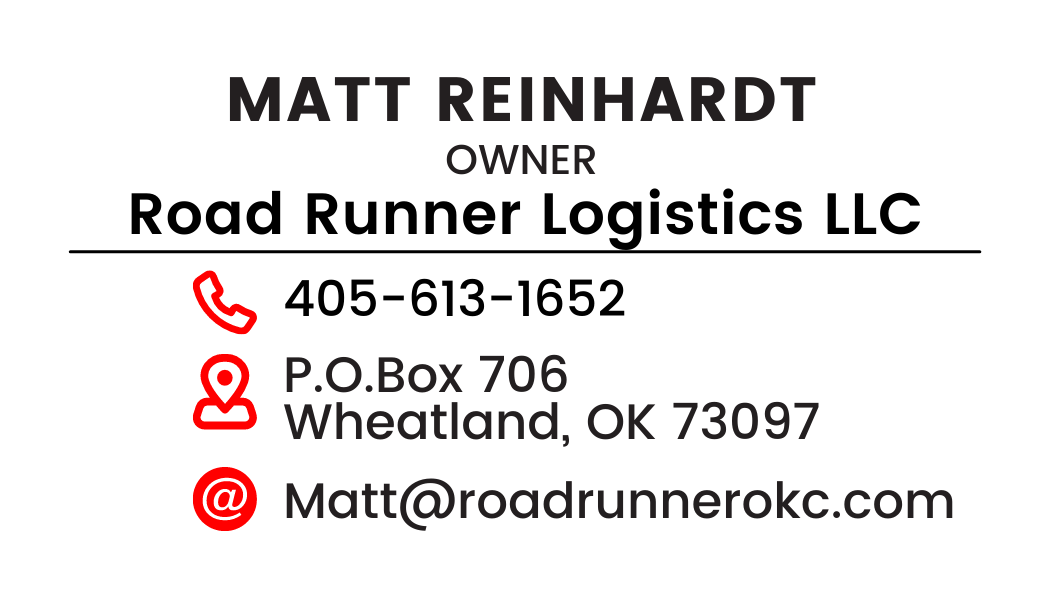 MATT REINHARDT
OWNER
Road Runner Logistics LLC
405-613-1652
P.O.Box 706
Wheatland, OK 73097
@ Matt@roadrunnerokc.com